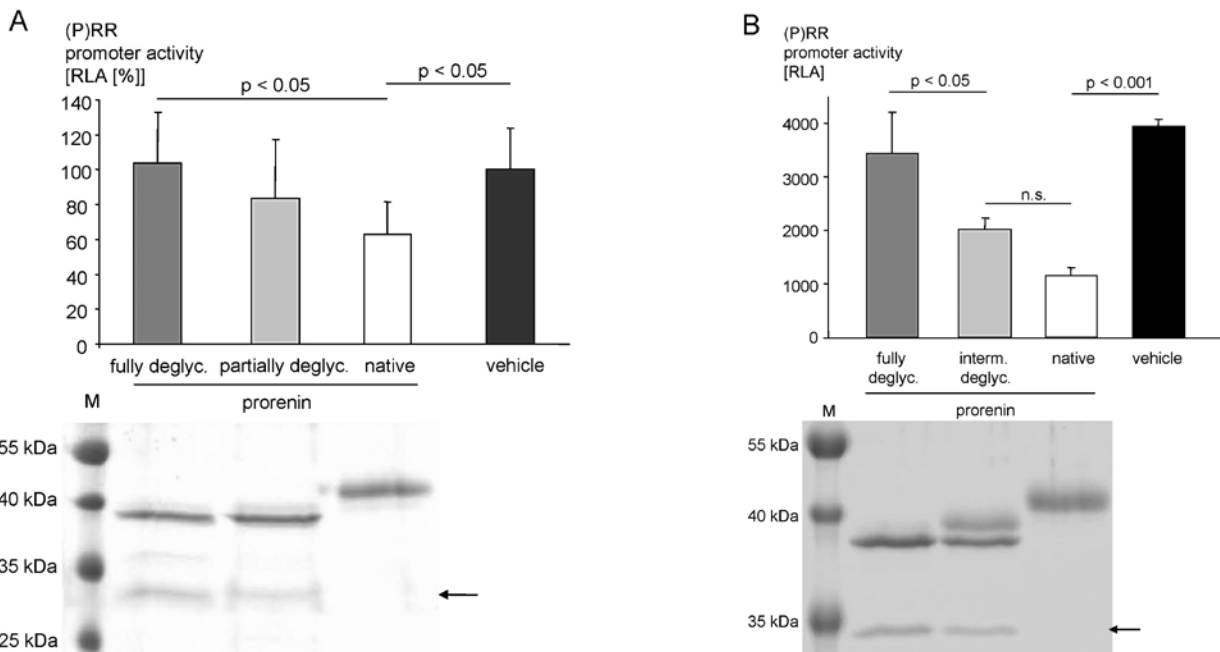 A
(P)RR
promoter activity
[RLA [%]]
p < 0.05
p < 0.05
140
120
100
80
60
40
20
0
fully deglyc.
partially deglyc.
native
vehicle
prorenin
M
55 kDa
40 kDa
35 kDa
25 kDa
B
(P)RR
promoter activity
[RLA]
p < 0.05
p < 0.001
n.s.
4000
3000
2000
1000
0
fully
deglyc.
interm.
deglyc.
native
vehicle
prorenin
M
55 kDa
40 kDa
35 kDa